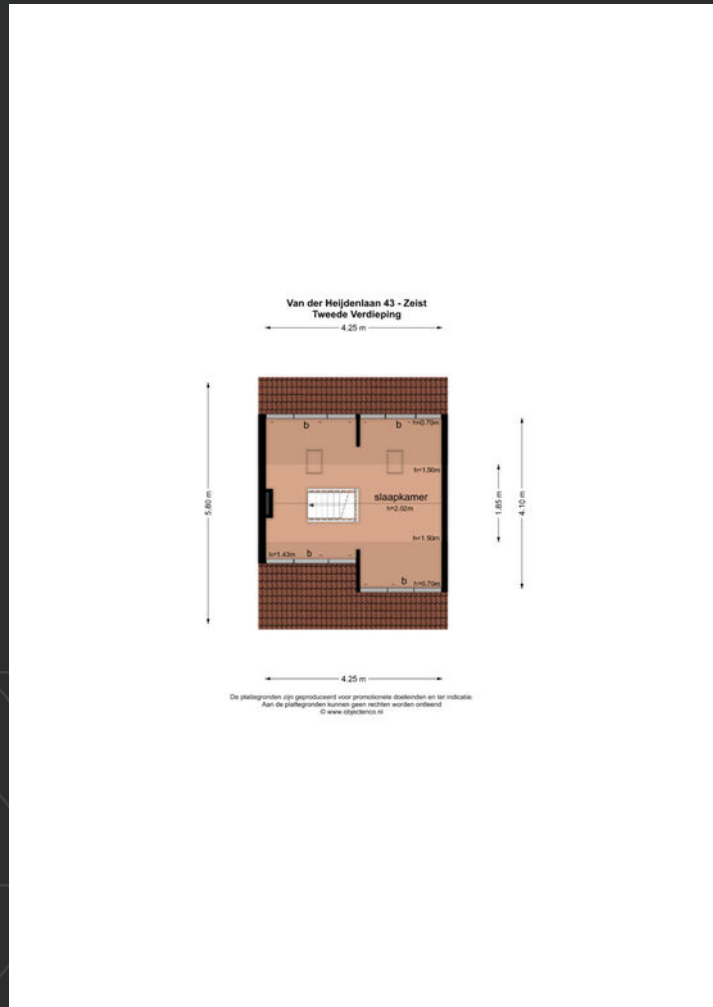 Van der Heijdenlaan 43 - Zeist
Tweede Verdieping
4.25 m
b
b
h=0.70m
h=1.50m
5.80 m
slaapkamer
h=2.02m
1.85 m
4.10 m
h=1.50m
h=1.43m
b
b
h=0.70m
4.25 m
De plattegronden zijn geproduceerd voor promotionele doeleinden en ter indicatie.
Aan de plattegronden kunnen geen rechten worden ontleend
© www.objectenco.nl